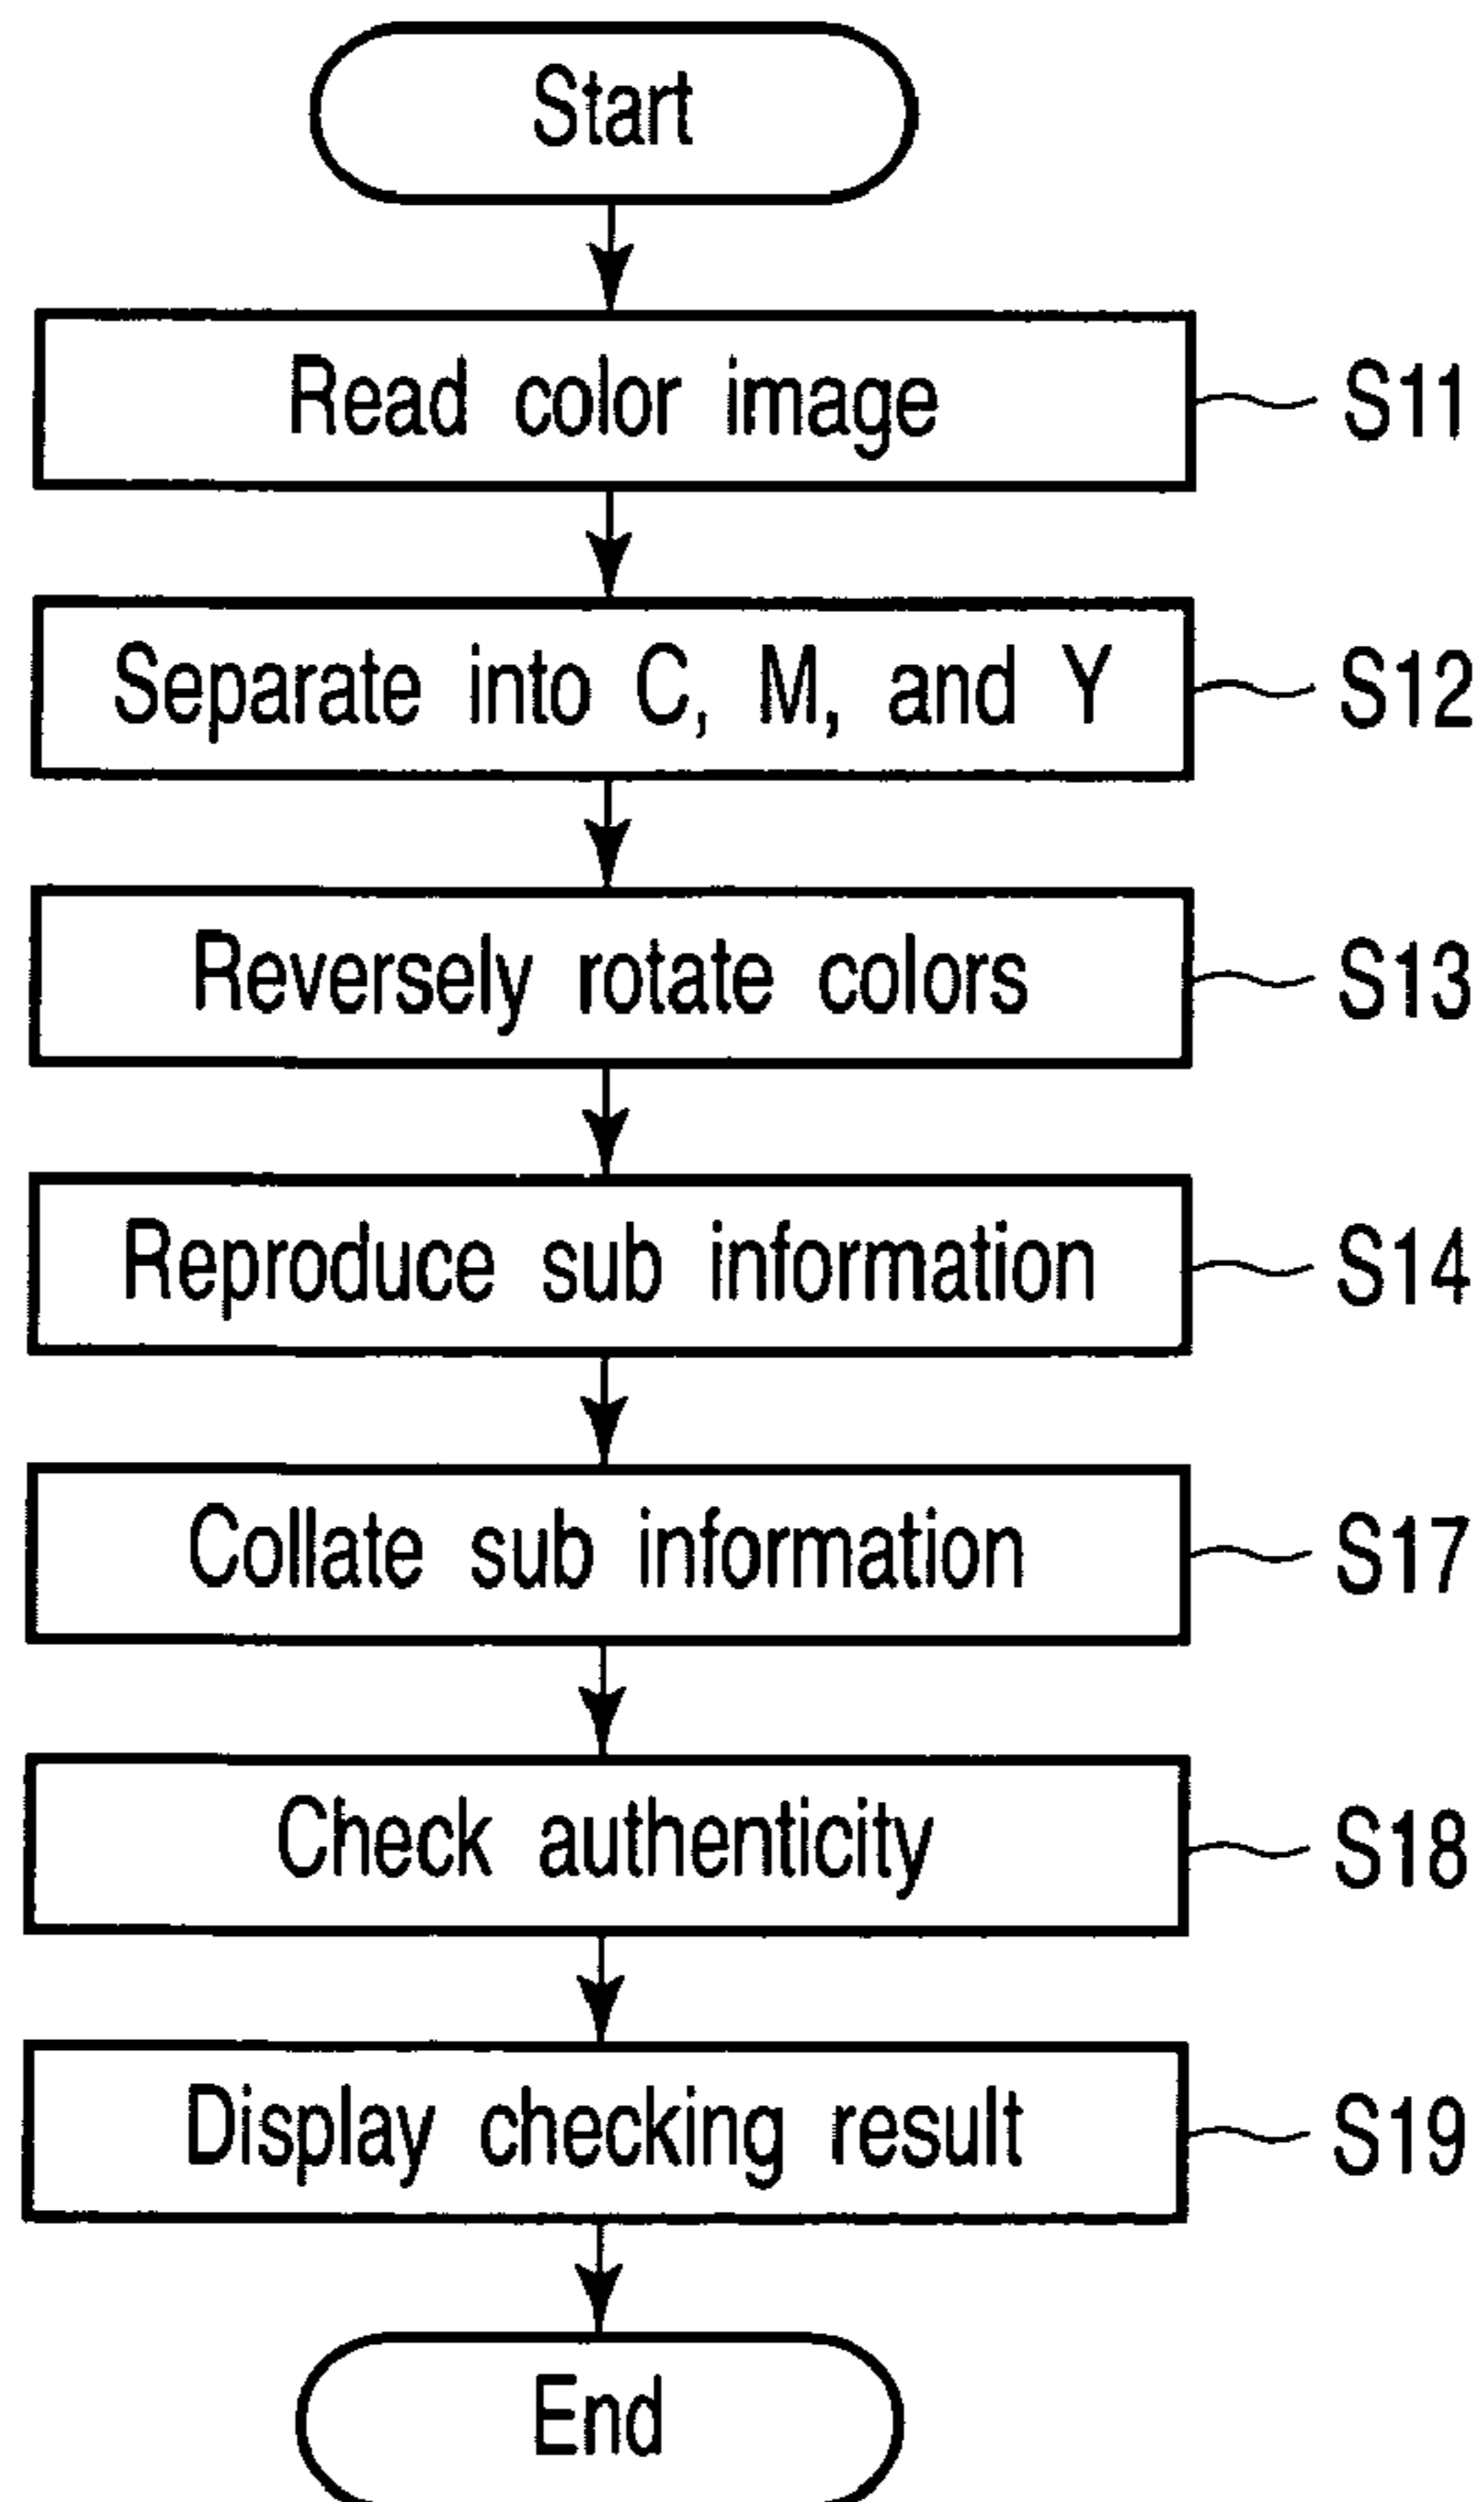 Start
Read color image S11
Separate into C, M, and Y S12
Reversely rotate colors S13
Reproduce sub information S14
Collate sub information S17
Check authenticity S18
Display checking result S19
End